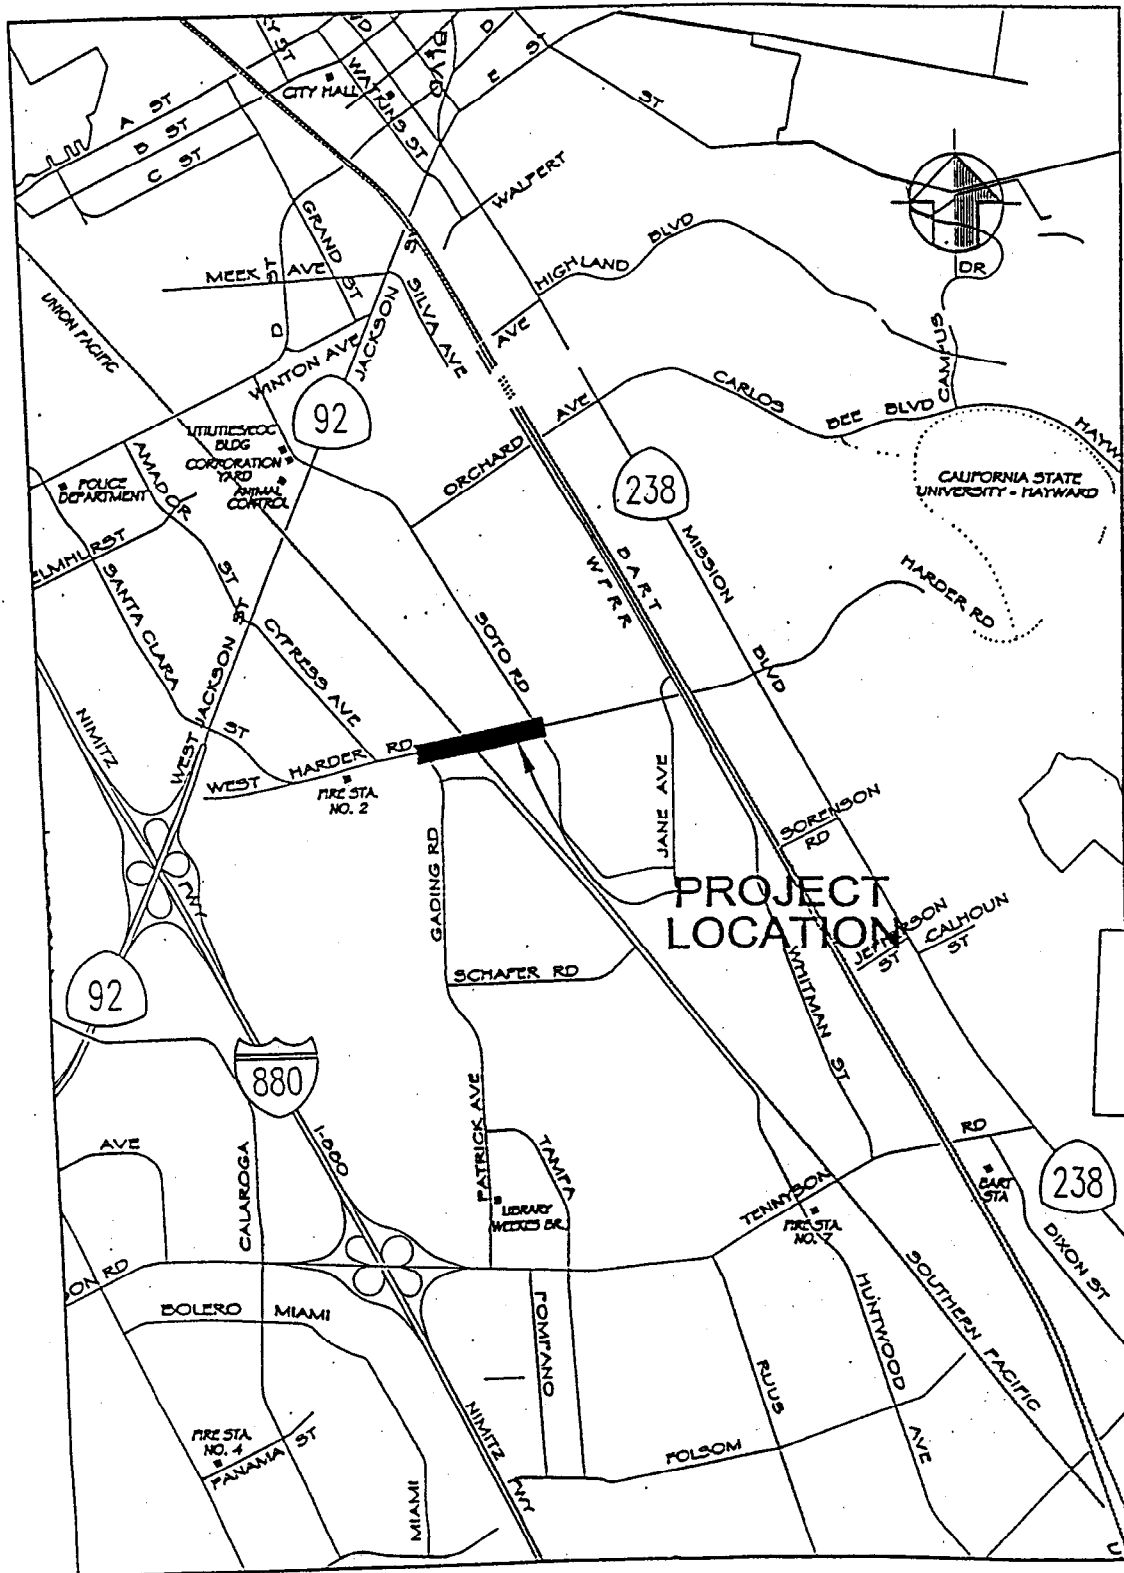 WATKINS ST
BLVD
D
E ST
ST
CITY HALL
A ST
B ST
C ST
WALPERT
GRAND ST
MEEK AVE
ST
D
SILVA AVE
JACKSON
ST
HIGHLAND BLVD
AVE
DR
CAMPUS
UNION PACIFIC
WINTON AVE
92
CARLOS BEE BLVD
HAYW
UTILITIES/EOC
BLDG
CORPORATION
YARD
ANIMAL
CONTROL
ORCHARD AVE
238
CALIFORNIA STATE
UNIVERSITY - HAYWARD
POLICE
DEPARTMENT
AMADOR ST
ELMHURST
SANTA CLARA ST
CYPRESS AVE
WEST JACKSON ST
SOTO RD
BART
WPRR
MISSION BLVD
HARDER RD
NIMITZ FWY
WEST HARDER RD
FIRE STA.
NO. 2
GADING RD
JANE AVE
SORENSON
RD
PROJECT
LOCATION
JEFFERSON
ST
CALHOUN
ST
WHITMAN ST
SCHAFER RD
92
880
I-880
PATRICK AVE
TAMPA
AVE
CALAROGA
LIBRARY
WEEKES BR.
TENNYSON RD
FIRE STA.
NO. 7
BART
STA
238
DIXON ST
SON RD
BOLERO
MIAMI
POMPANO
HUNTWOOD AVE
SOUTHERN PACIFIC
RUUS
FOLSOM
FIRE STA.
NO. 4
PANAMA ST
MIAMI
NIMITZ FWY
U